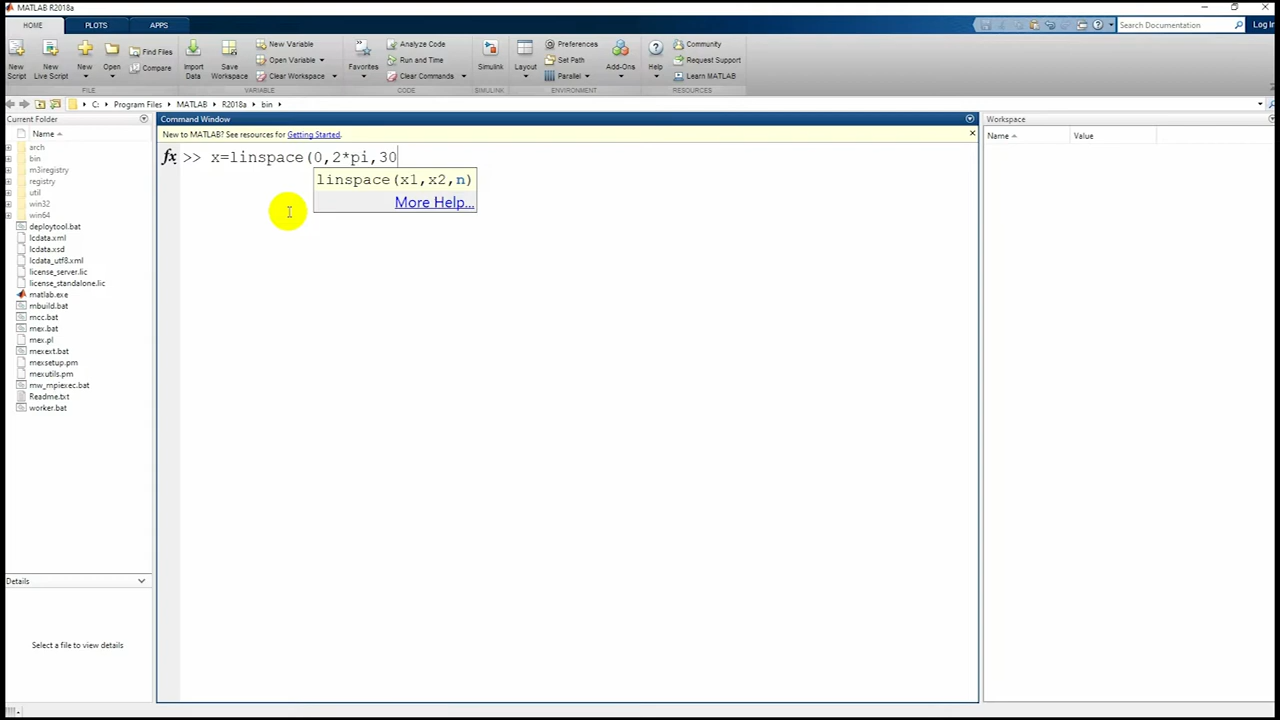 MATLAB R2018a
HOME PLOTS APPS
Search Documentation
Log In
New Script
New Live Script
New
Open
Find Files
Compare
Import Data
Save Workspace
New Variable
Open Variable
Clear Workspace
Favorites
Analyze Code
Run and Time
Clear Commands
Simulink
Layout
Preferences
Set Path
Parallel
Add-Ons
Help
Community
Request Support
Learn MATLAB
FILE VARIABLE CODE SIMULINK ENVIRONMENT RESOURCES
C: Program Files MATLAB R2018a bin
Current Folder
Name
arch
bin
m3iregistry
registry
util
win32
win64
deploytool.bat
lcdata.xml
lcdata.xsd
lcdata_utf8.xml
license_server.lic
license_standalone.lic
matlab.exe
mbuild.bat
mcc.bat
mex.bat
mex.pl
mexext.bat
mexsetup.pm
mexutils.pm
mw_mpiexec.bat
Readme.txt
worker.bat
Details
Select a file to view details
Command Window
New to MATLAB? See resources for Getting Started.
fx >> x=linspace(0,2*pi,30
linspace(x1,x2,n)
More Help...
Workspace
Name Value